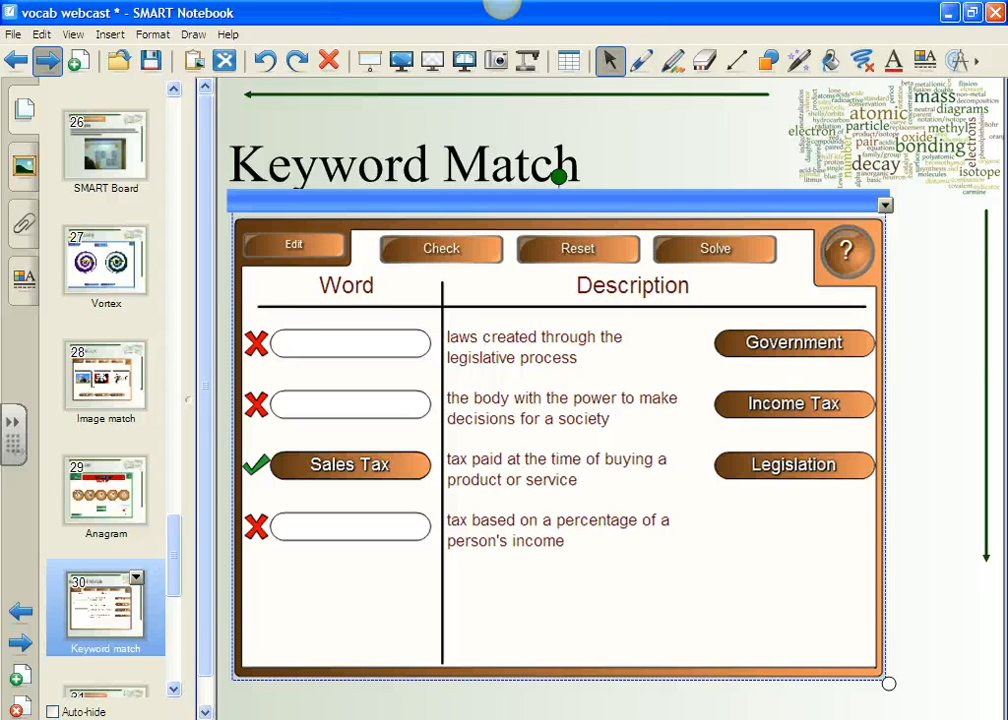 vocab webcast * - SMART Notebook
File Edit View Insert Format Draw Help
26
SMART Board
27
Vortex
28
Image match
29
Anagram
30
Keyword match
Auto-hide
Keyword Match
mass
atomic
diagrams
electron
particle
methyl
pair
oxide
bonding
number
decay
electrons
isotope
Edit
Check
Reset
Solve
?
Word
Description
laws created through the
legislative process
Government
the body with the power to make
decisions for a society
Income Tax
Sales Tax
tax paid at the time of buying a
product or service
Legislation
tax based on a percentage of a
person's income